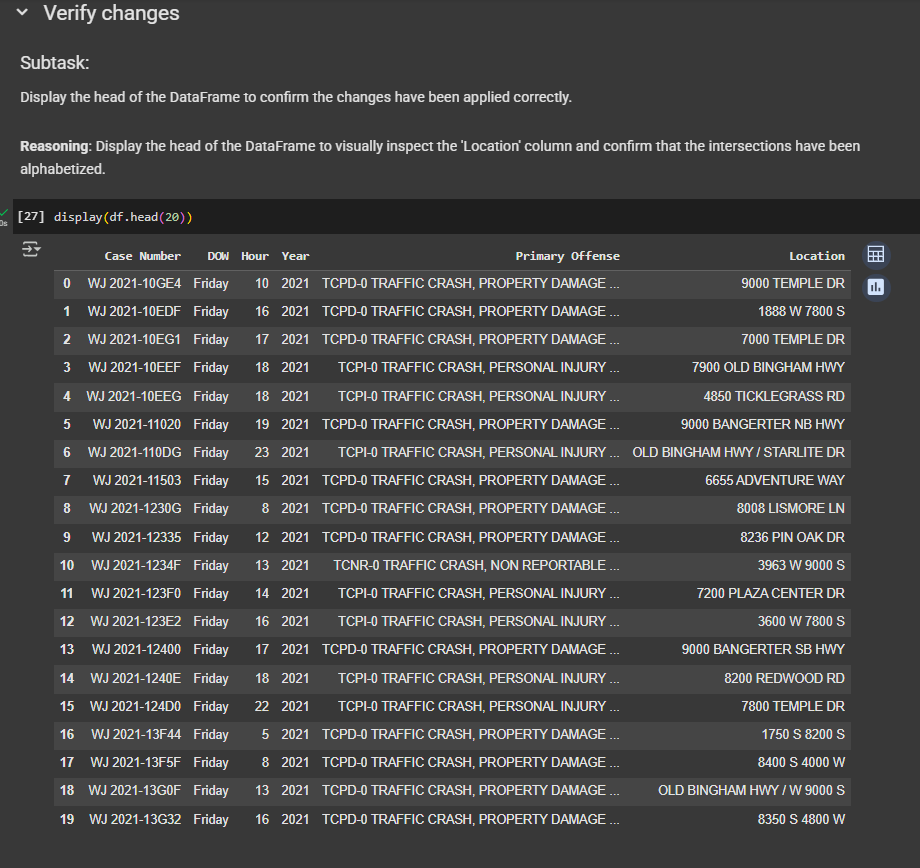 Verify changes
Subtask:
Display the head of the DataFrame to confirm the changes have been applied correctly.
Reasoning: Display the head of the DataFrame to visually inspect the 'Location' column and confirm that the intersections have been
alphabetized.
0s
[27] display(df.head(20))
Case Number DOW Hour Year Primary Offense Location
0 WJ 2021-10GE4 Friday 10 2021 TCPD-0 TRAFFIC CRASH, PROPERTY DAMAGE ... 9000 TEMPLE DR
1 WJ 2021-10EDF Friday 16 2021 TCPD-0 TRAFFIC CRASH, PROPERTY DAMAGE ... 1888 W 7800 S
2 WJ 2021-10EG1 Friday 17 2021 TCPD-0 TRAFFIC CRASH, PROPERTY DAMAGE ... 7000 TEMPLE DR
3 WJ 2021-10EEF Friday 18 2021 TCPI-0 TRAFFIC CRASH, PERSONAL INJURY ... 7900 OLD BINGHAM HWY
4 WJ 2021-10EEG Friday 18 2021 TCPI-0 TRAFFIC CRASH, PERSONAL INJURY ... 4850 TICKLEGRASS RD
5 WJ 2021-11020 Friday 19 2021 TCPD-0 TRAFFIC CRASH, PROPERTY DAMAGE ... 9000 BANGERTER NB HWY
6 WJ 2021-110DG Friday 23 2021 TCPI-0 TRAFFIC CRASH, PERSONAL INJURY ... OLD BINGHAM HWY / STARLITE DR
7 WJ 2021-11503 Friday 15 2021 TCPD-0 TRAFFIC CRASH, PROPERTY DAMAGE ... 6655 ADVENTURE WAY
8 WJ 2021-1230G Friday 8 2021 TCPD-0 TRAFFIC CRASH, PROPERTY DAMAGE ... 8008 LISMORE LN
9 WJ 2021-12335 Friday 12 2021 TCPD-0 TRAFFIC CRASH, PROPERTY DAMAGE ... 8236 PIN OAK DR
10 WJ 2021-1234F Friday 13 2021 TCNR-0 TRAFFIC CRASH, NON REPORTABLE ... 3963 W 9000 S
11 WJ 2021-123F0 Friday 14 2021 TCPI-0 TRAFFIC CRASH, PERSONAL INJURY ... 7200 PLAZA CENTER DR
12 WJ 2021-123E2 Friday 16 2021 TCPI-0 TRAFFIC CRASH, PERSONAL INJURY ... 3600 W 7800 S
13 WJ 2021-12400 Friday 17 2021 TCPD-0 TRAFFIC CRASH, PROPERTY DAMAGE ... 9000 BANGERTER SB HWY
14 WJ 2021-1240E Friday 18 2021 TCPI-0 TRAFFIC CRASH, PERSONAL INJURY ... 8200 REDWOOD RD
15 WJ 2021-124D0 Friday 22 2021 TCPI-0 TRAFFIC CRASH, PERSONAL INJURY ... 7800 TEMPLE DR
16 WJ 2021-13F44 Friday 5 2021 TCPD-0 TRAFFIC CRASH, PROPERTY DAMAGE ... 1750 S 8200 S
17 WJ 2021-13F5F Friday 8 2021 TCPD-0 TRAFFIC CRASH, PROPERTY DAMAGE ... 8400 S 4000 W
18 WJ 2021-13G0F Friday 13 2021 TCPD-0 TRAFFIC CRASH, PROPERTY DAMAGE ... OLD BINGHAM HWY / W 9000 S
19 WJ 2021-13G32 Friday 16 2021 TCPD-0 TRAFFIC CRASH, PROPERTY DAMAGE ... 8350 S 4800 W